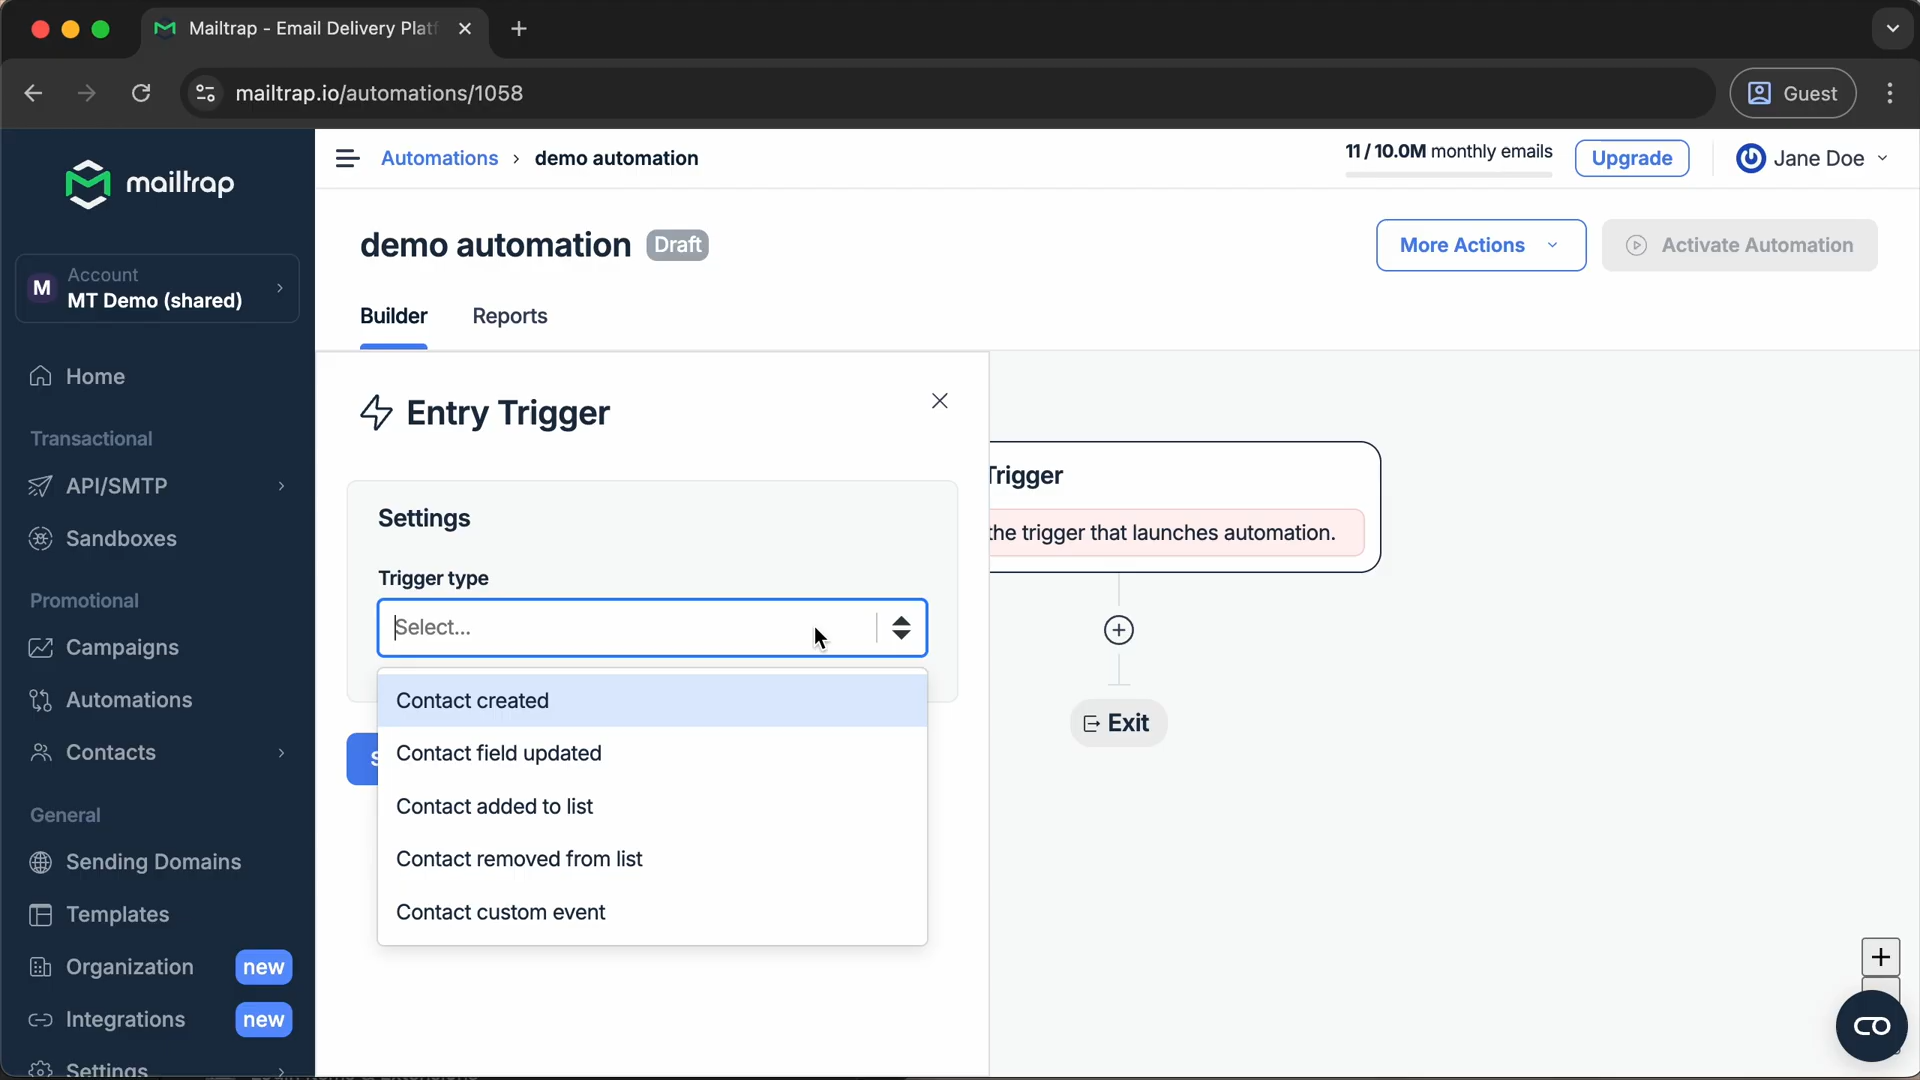 Mailtrap - Email Delivery Plat
mailtrap.io/automations/1058
Guest
mailtrap
Automations › demo automation
11 / 10.0M monthly emails
Upgrade
Jane Doe
M
Account
MT Demo (shared)
demo automation
Draft
More Actions
Activate Automation
Builder
Reports
Home
Transactional
API/SMTP
Sandboxes
Promotional
Campaigns
Automations
Contacts
General
Sending Domains
Templates
Organization
new
Integrations
new
Settings
Entry Trigger
Settings
Trigger type
Select...
Contact created
Contact field updated
Contact added to list
Contact removed from list
Contact custom event
Trigger
the trigger that launches automation.
Exit